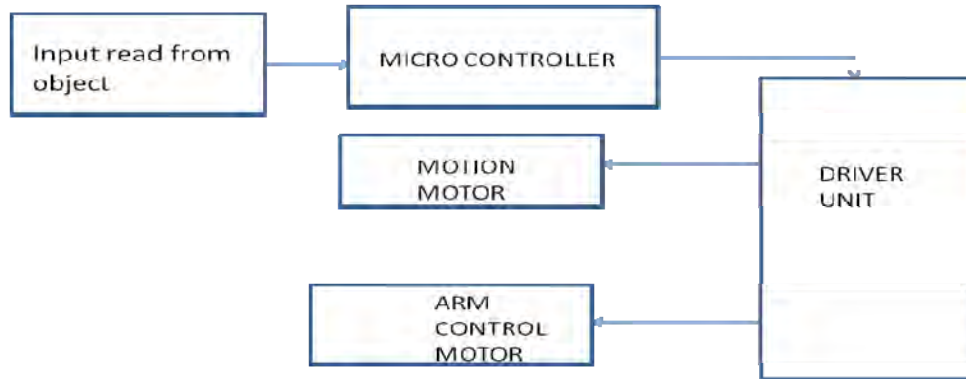 Input read from
object
MICRO CONTROLLER
MOTION
MOTOR
DRIVER
UNIT
ARM
CONTROL
MOTOR